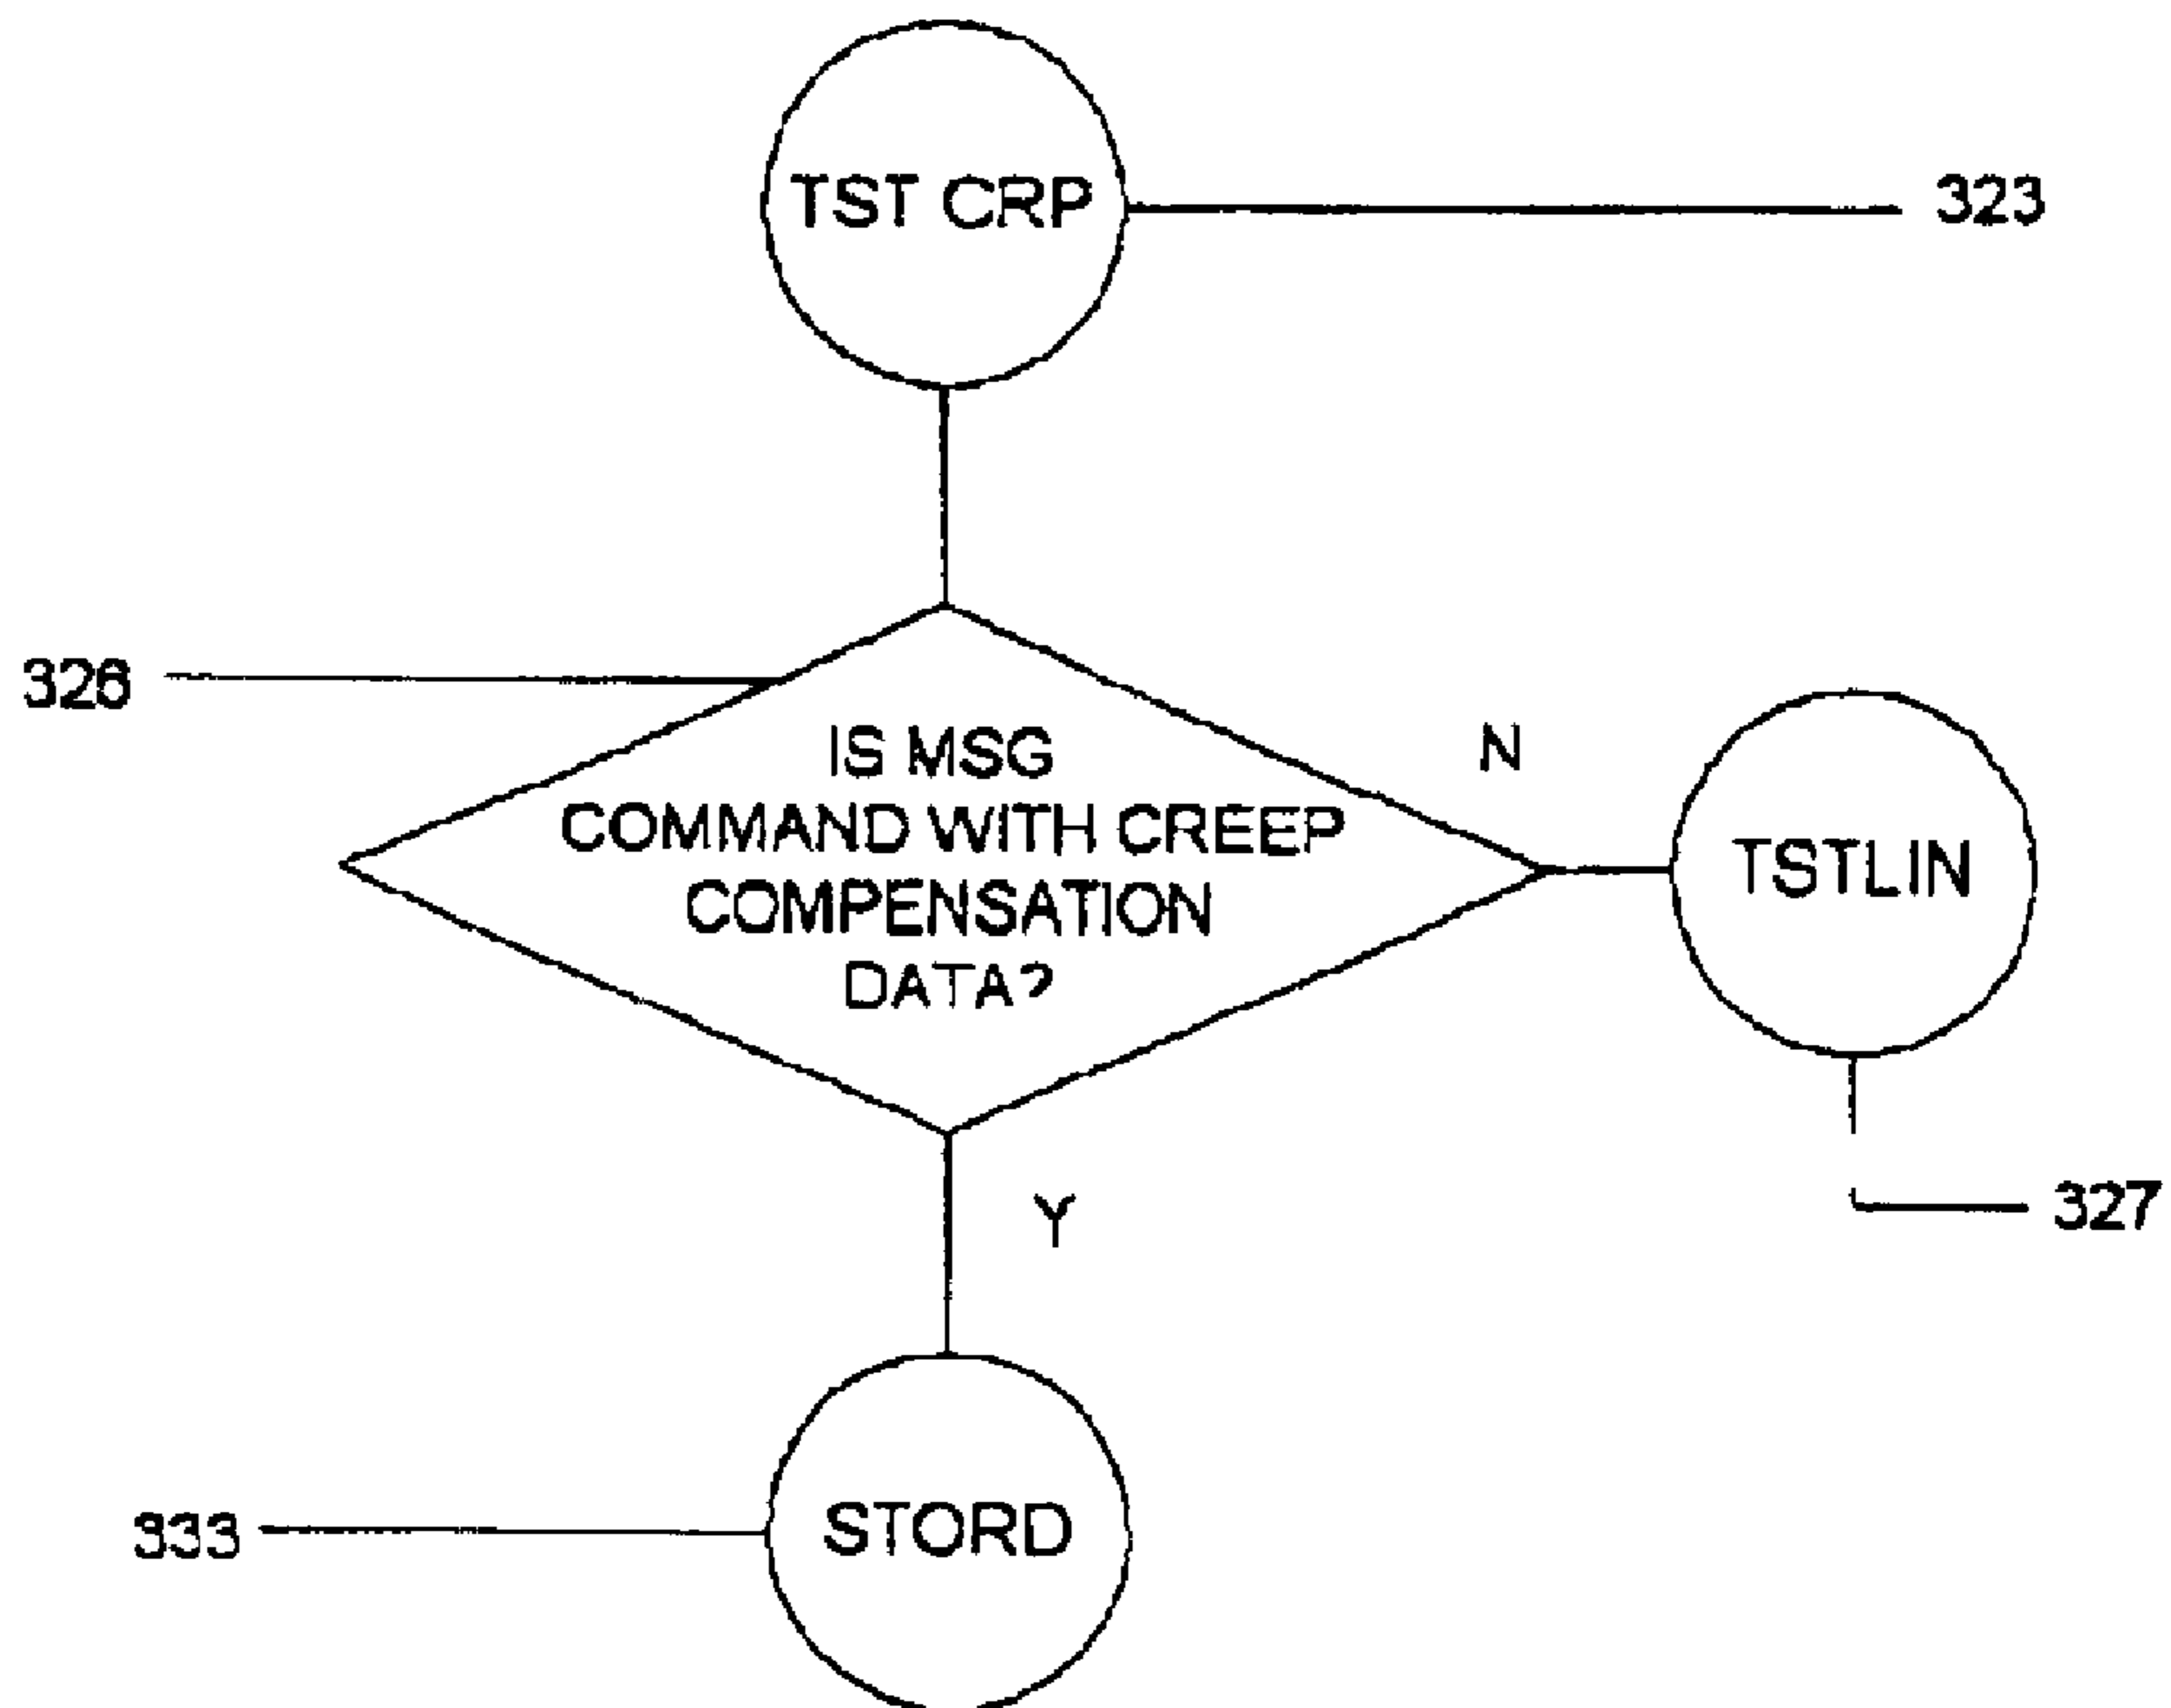 TST CRP
323
326
IS MSG
COMMAND WITH CREEP
COMPENSATION
DATA?
N
TSTLIN
327
Y
STORD
333